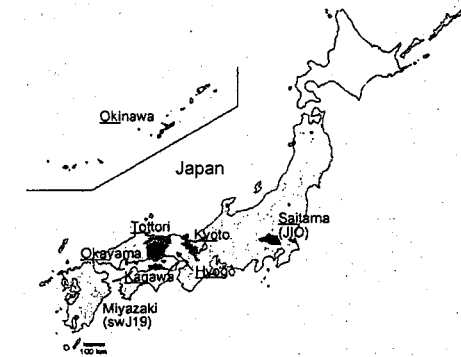 Okinawa
Japan
Tottori
Kyoto
Saitama
(JIO)
Okayama
Hyogo
Kagawa
Miyazaki
(swJ19)
100 km